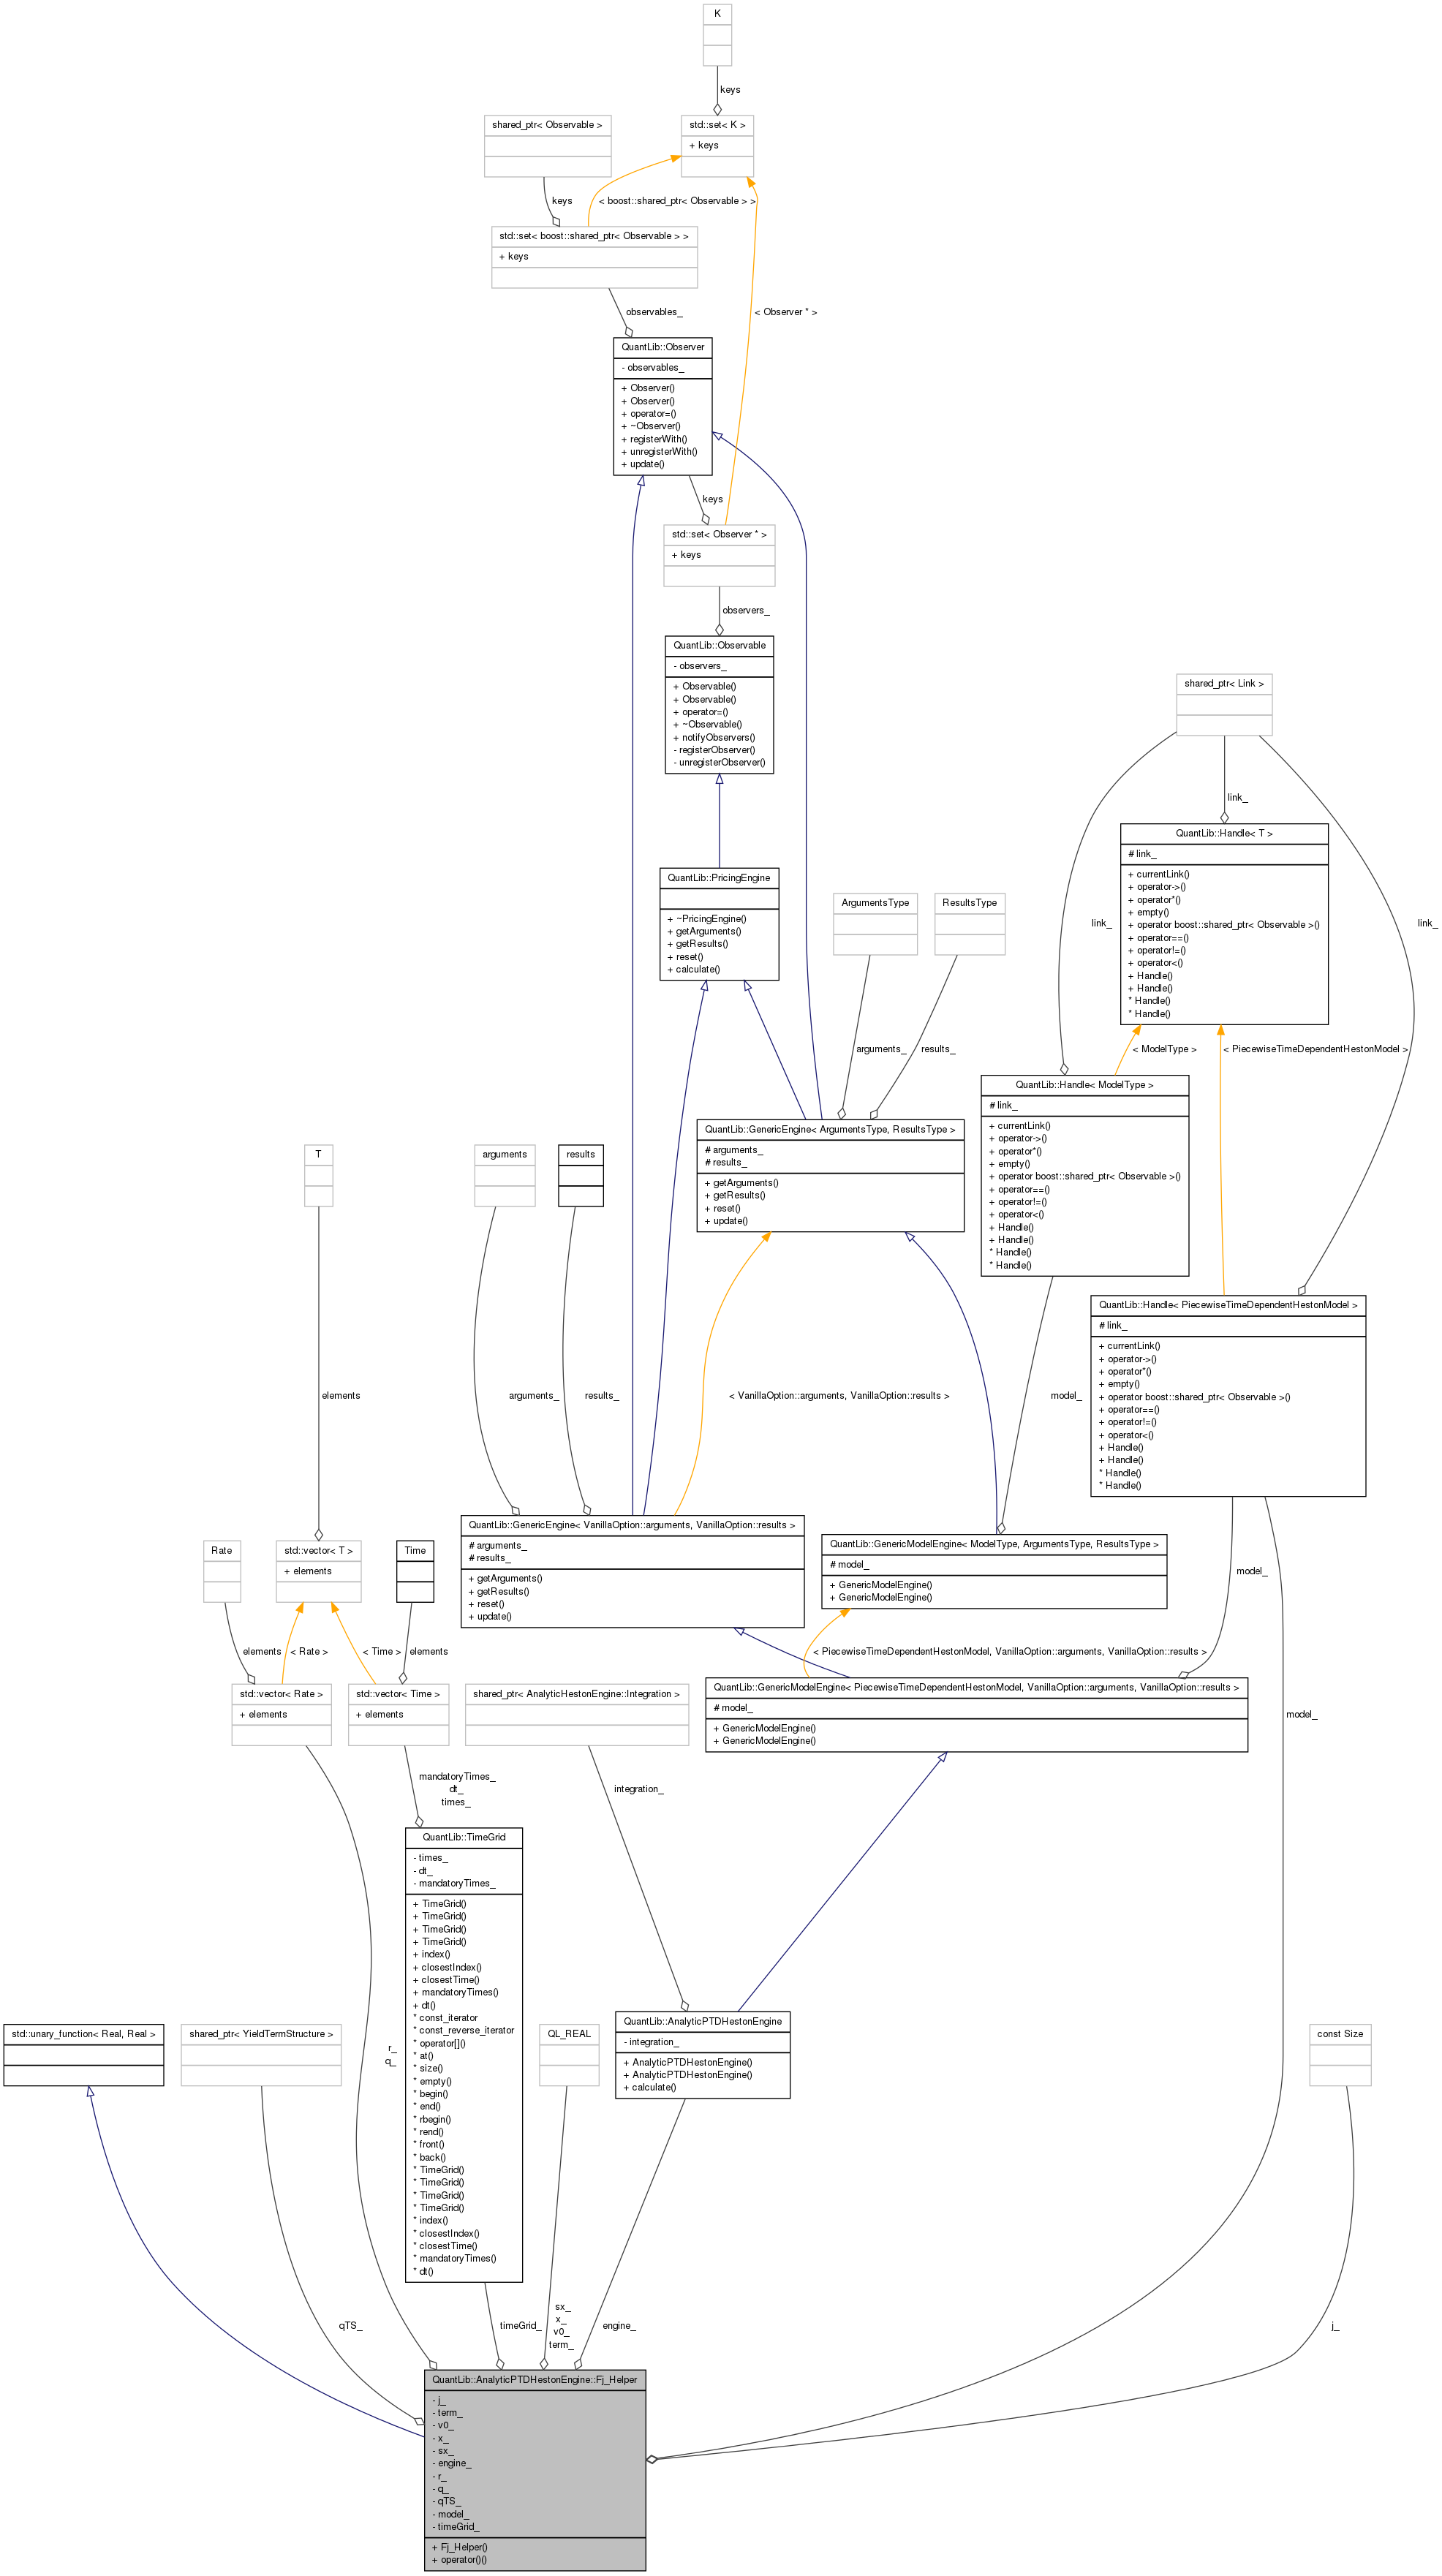 K
keys
shared_ptr< Observable >
std::set< K >
+ keys
keys
< boost::shared_ptr< Observable > >
std::set< boost::shared_ptr< Observable > >
+ keys
observables_
< Observer * >
QuantLib::Observer
- observables_
+ Observer()
+ Observer()
+ operator=()
+ ~Observer()
+ registerWith()
+ unregisterWith()
+ update()
keys
std::set< Observer * >
+ keys
observers_
QuantLib::Observable
- observers_
+ Observable()
+ Observable()
+ operator=()
+ ~Observable()
+ notifyObservers()
- registerObserver()
- unregisterObserver()
shared_ptr< Link >
link_
QuantLib::Handle< T >
# link_
+ currentLink()
+ operator->()
+ operator*()
+ empty()
+ operator boost::shared_ptr< Observable >()
+ operator==()
+ operator!=()
+ operator<()
+ Handle()
+ Handle()
* Handle()
* Handle()
link_
link_
QuantLib::PricingEngine
+ ~PricingEngine()
+ getArguments()
+ getResults()
+ reset()
+ calculate()
ArgumentsType
ResultsType
arguments_
results_
< ModelType >
< PiecewiseTimeDependentHestonModel >
QuantLib::Handle< ModelType >
# link_
+ currentLink()
+ operator->()
+ operator*()
+ empty()
+ operator boost::shared_ptr< Observable >()
+ operator==()
+ operator!=()
+ operator<()
+ Handle()
+ Handle()
* Handle()
* Handle()
QuantLib::GenericEngine< ArgumentsType, ResultsType >
# arguments_
# results_
+ getArguments()
+ getResults()
+ reset()
+ update()
T
arguments
results
QuantLib::Handle< PiecewiseTimeDependentHestonModel >
# link_
+ currentLink()
+ operator->()
+ operator*()
+ empty()
+ operator boost::shared_ptr< Observable >()
+ operator==()
+ operator!=()
+ operator<()
+ Handle()
+ Handle()
* Handle()
* Handle()
elements
arguments_
results_
< VanillaOption::arguments, VanillaOption::results >
model_
QuantLib::GenericEngine< VanillaOption::arguments, VanillaOption::results >
# arguments_
# results_
+ getArguments()
+ getResults()
+ reset()
+ update()
QuantLib::GenericModelEngine< ModelType, ArgumentsType, ResultsType >
# model_
+ GenericModelEngine()
+ GenericModelEngine()
Rate
std::vector< T >
+ elements
Time
model_
elements
< Rate >
< Time >
elements
< PiecewiseTimeDependentHestonModel, VanillaOption::arguments, VanillaOption::results >
std::vector< Rate >
+ elements
std::vector< Time >
+ elements
shared_ptr< AnalyticHestonEngine::Integration >
QuantLib::GenericModelEngine< PiecewiseTimeDependentHestonModel, VanillaOption::arguments, VanillaOption::results >
# model_
+ GenericModelEngine()
+ GenericModelEngine()
model_
mandatoryTimes_
dt_
times_
integration_
QuantLib::TimeGrid
- times_
- dt_
- mandatoryTimes_
+ TimeGrid()
+ TimeGrid()
+ TimeGrid()
+ TimeGrid()
+ index()
+ closestIndex()
+ closestTime()
+ mandatoryTimes()
+ dt()
* const_iterator
* const_reverse_iterator
* operator[]()
* at()
* size()
* empty()
* begin()
* end()
* rbegin()
* rend()
* front()
* back()
* TimeGrid()
* TimeGrid()
* TimeGrid()
* TimeGrid()
* index()
* closestIndex()
* closestTime()
* mandatoryTimes()
* dt()
std::unary_function< Real, Real >
shared_ptr< YieldTermStructure >
r_
q_
QL_REAL
QuantLib::AnalyticPTDHestonEngine
- integration_
+ AnalyticPTDHestonEngine()
+ AnalyticPTDHestonEngine()
+ calculate()
const Size
qTS_
timeGrid_
sx_
x_
v0_
term_
engine_
j_
QuantLib::AnalyticPTDHestonEngine::Fj_Helper
- j_
- term_
- v0_
- x_
- sx_
- engine_
- r_
- q_
- qTS_
- model_
- timeGrid_
+ Fj_Helper()
+ operator()()